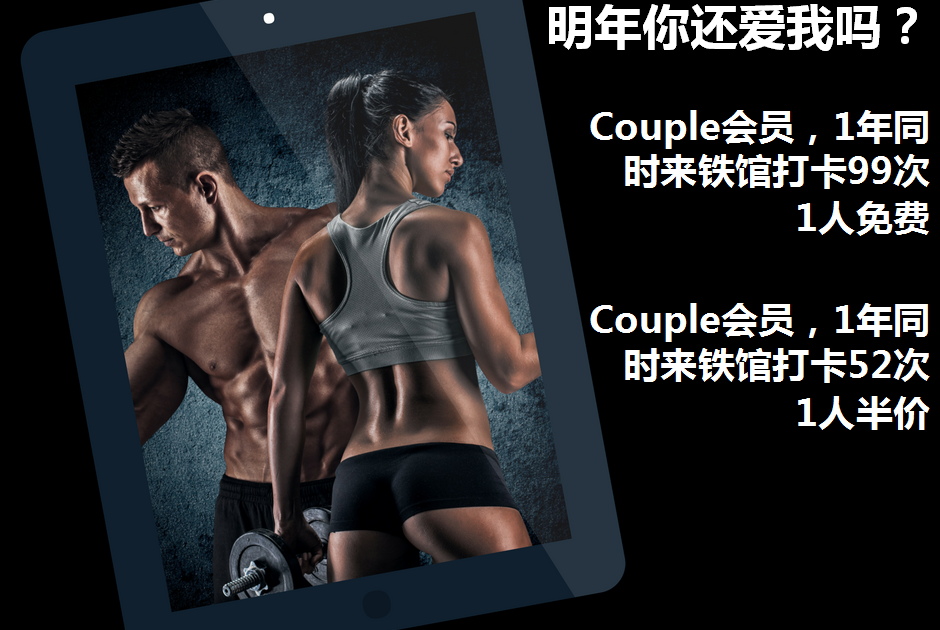 明年你还爱我吗？
Couple会员，1年同
时来铁馆打卡99次
1人免费
Couple会员，1年同
时来铁馆打卡52次
1人半价